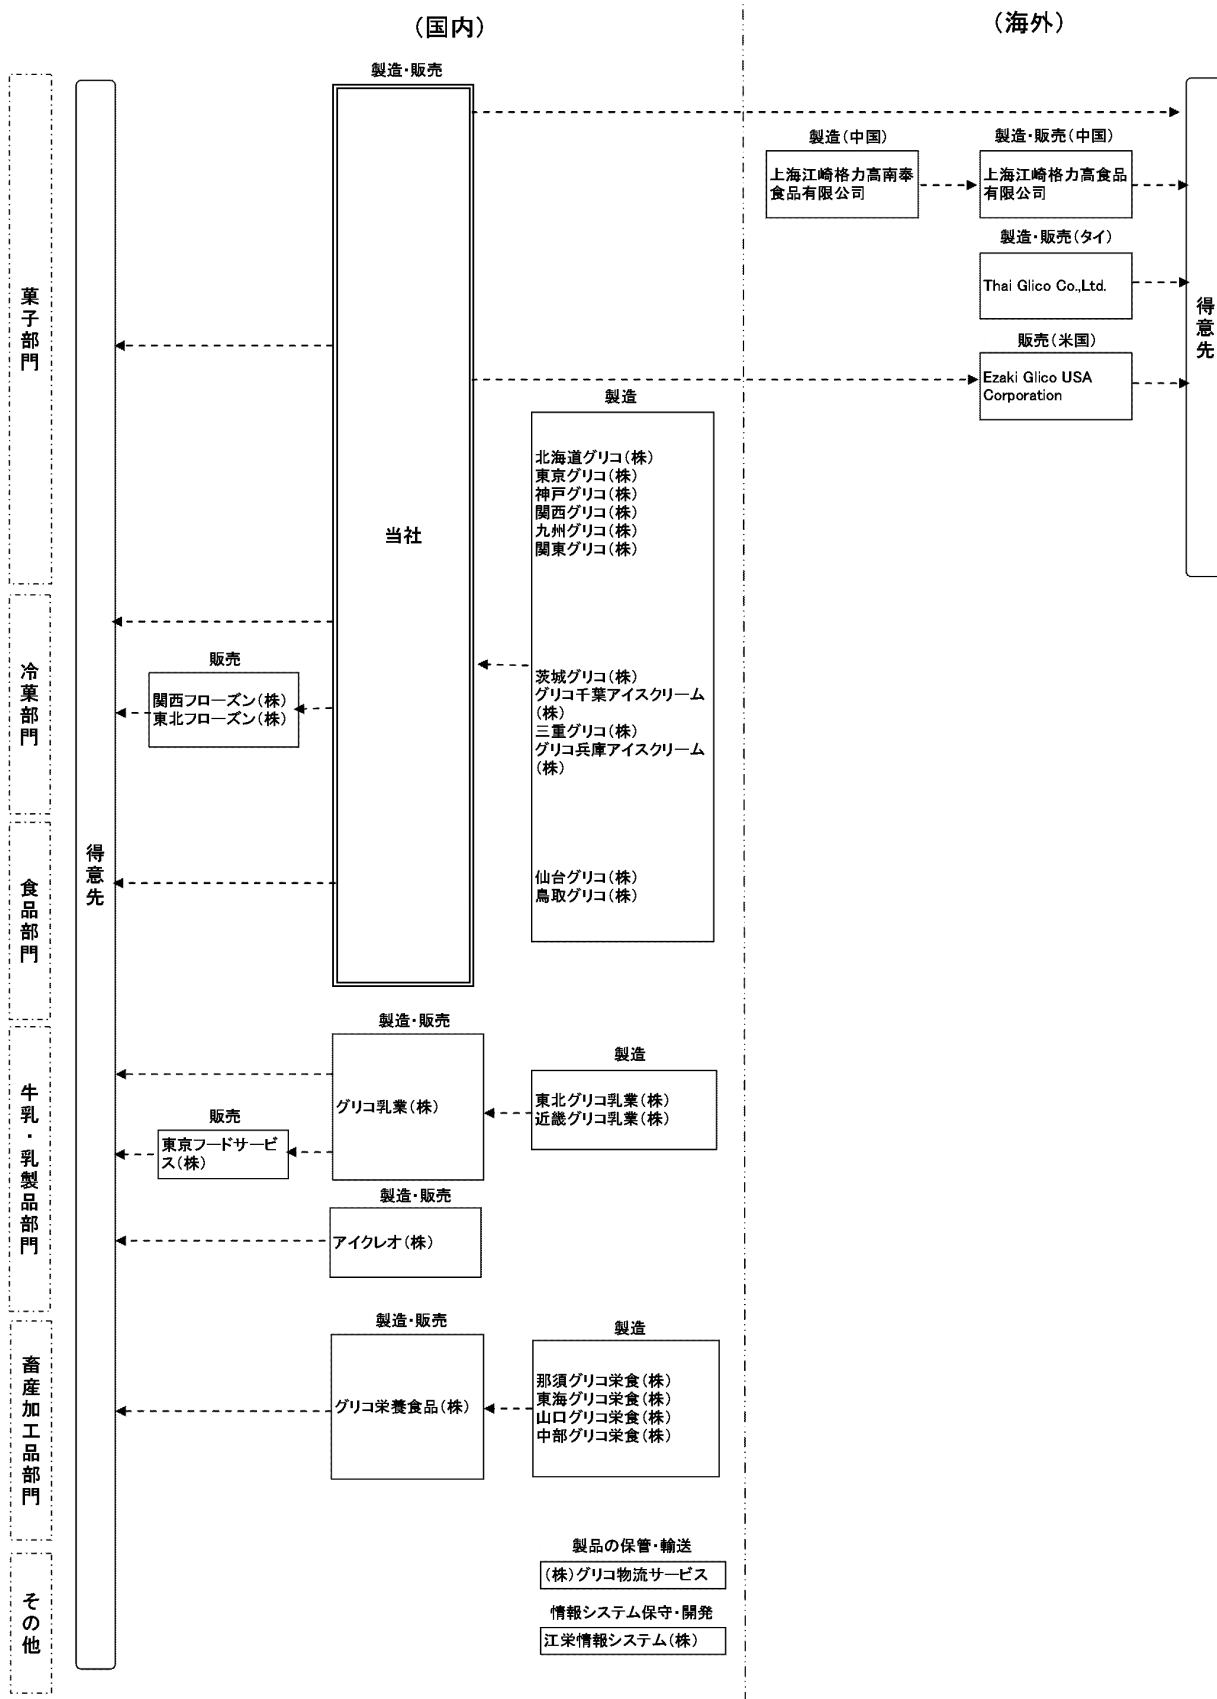 (国内)
(海外)
製造・販売
菓子部門
冷菓部門
食品部門
牛乳・乳製品部門
畜産加工品部門
その他
得意先
当社
製造(中国)
上海江崎格力高南奉
食品有限公司
製造・販売(中国)
上海江崎格力高食品
有限公司
製造・販売(タイ)
Thai Glico Co.,Ltd.
販売(米国)
Ezaki Glico USA
Corporation
得意先
製造
北海道グリコ(株)
東京グリコ(株)
神戸グリコ(株)
関西グリコ(株)
九州グリコ(株)
関東グリコ(株)
茨城グリコ(株)
グリコ千葉アイスクリーム
(株)
三重グリコ(株)
グリコ兵庫アイスクリーム
(株)
仙台グリコ(株)
鳥取グリコ(株)
販売
関西フローズン(株)
東北フローズン(株)
製造・販売
グリコ乳業(株)
製造
東北グリコ乳業(株)
近畿グリコ乳業(株)
販売
東京フードサービ
ス(株)
製造・販売
アイクレオ(株)
製造・販売
グリコ栄養食品(株)
製造
那須グリコ栄食(株)
東海グリコ栄食(株)
山口グリコ栄食(株)
中部グリコ栄食(株)
製品の保管・輸送
(株)グリコ物流サービス
情報システム保守・開発
江栄情報システム(株)